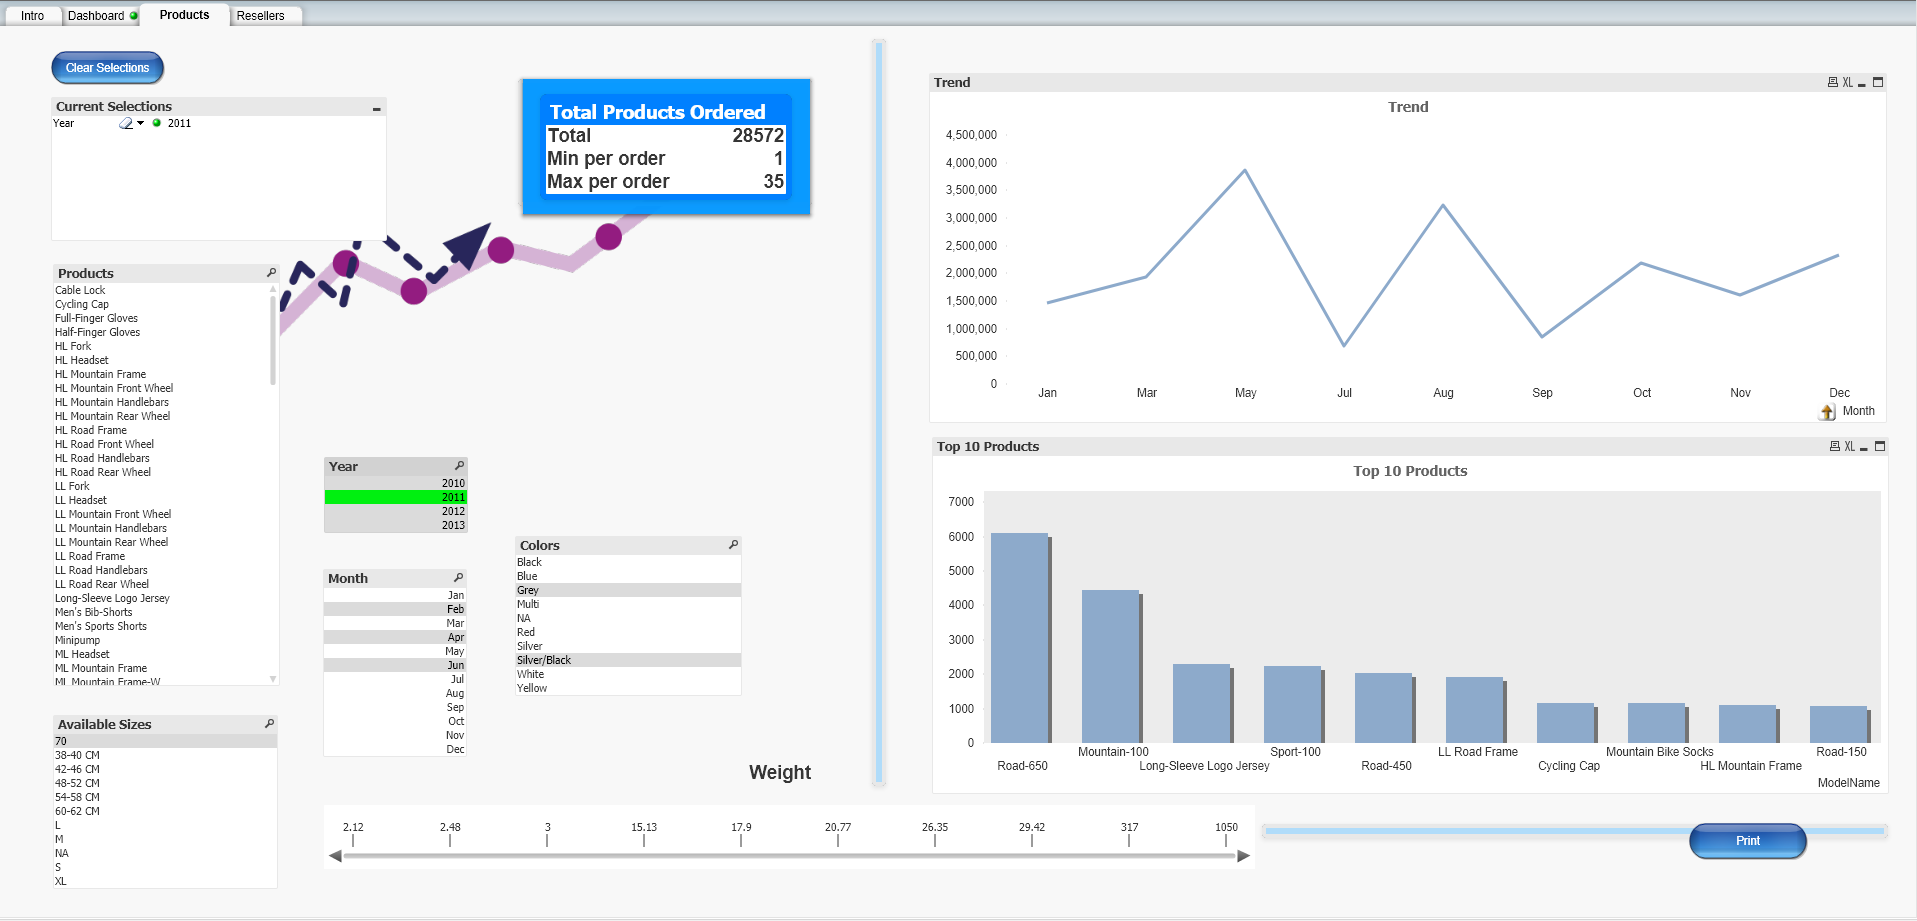 Intro
Dashboard
Products
Resellers
Clear Selections
Current Selections
Year 2011
Total Products Ordered
Total 28572
Min per order 1
Max per order 35
Products
Cable Lock
Cycling Cap
Full-Finger Gloves
Half-Finger Gloves
HL Fork
HL Headset
HL Mountain Frame
HL Mountain Front Wheel
HL Mountain Handlebars
HL Mountain Rear Wheel
HL Road Frame
HL Road Front Wheel
HL Road Handlebars
HL Road Rear Wheel
LL Fork
LL Headset
LL Mountain Front Wheel
LL Mountain Handlebars
LL Mountain Rear Wheel
LL Road Frame
LL Road Handlebars
LL Road Rear Wheel
Long-Sleeve Logo Jersey
Men's Bib-Shorts
Men's Sports Shorts
Minipump
ML Headset
ML Mountain Frame
ML Mountain Frame-W
Available Sizes
70
38-40 CM
42-46 CM
48-52 CM
54-58 CM
60-62 CM
L
M
NA
S
XL
Year
2010
2011
2012
2013
Month
Jan
Feb
Mar
Apr
May
Jun
Jul
Aug
Sep
Oct
Nov
Dec
Colors
Black
Blue
Grey
Multi
NA
Red
Silver
Silver/Black
White
Yellow
Weight
2.12 2.48 3 15.13 17.9 20.77 26.35 29.42 317 1050
Trend
XL
Trend
4,500,000
4,000,000
3,500,000
3,000,000
2,500,000
2,000,000
1,500,000
1,000,000
500,000
0
Jan Mar May Jul Aug Sep Oct Nov Dec
Month
Top 10 Products
XL
Top 10 Products
7000
6000
5000
4000
3000
2000
1000
0
Mountain-100 Sport-100 LL Road Frame Mountain Bike Socks Road-150
Road-650 Long-Sleeve Logo Jersey Road-450 Cycling Cap HL Mountain Frame
ModelName
Print